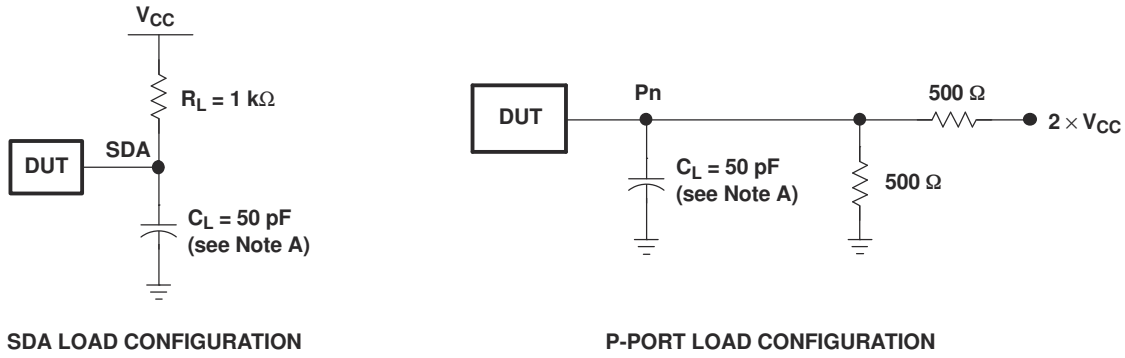 VCC
RL = 1 kΩ
DUT
SDA
CL = 50 pF
(see Note A)
SDA LOAD CONFIGURATION
DUT
Pn
500 Ω
2 × VCC
CL = 50 pF
(see Note A)
500 Ω
P-PORT LOAD CONFIGURATION